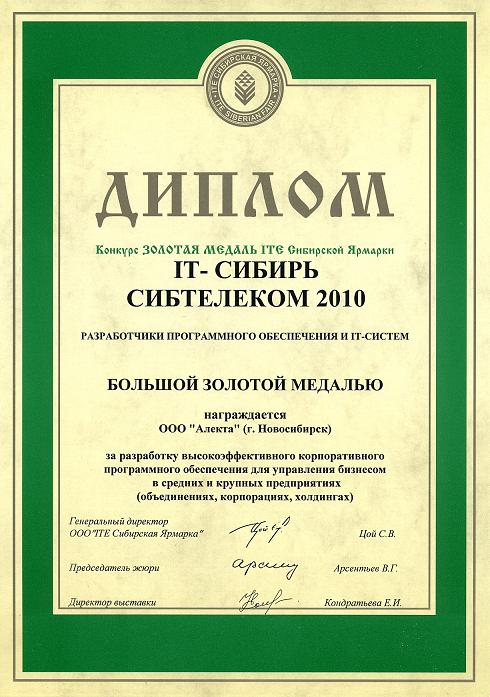 ITE СИБИРСКАЯ ЯРМАРКА
ITE SIBERIAN FAIR
ДИПЛОМ
Конкурс ЗОЛОТАЯ МЕДАЛЬ ITE Сибирской Ярмарки
IT- СИБИРЬ
СИБТЕЛЕКОМ 2010
РАЗРАБОТЧИКИ ПРОГРАММНОГО ОБЕСПЕЧЕНИЯ И IT-СИСТЕМ
БОЛЬШОЙ ЗОЛОТОЙ МЕДАЛЬЮ
награждается
ООО "Алекта" (г. Новосибирск)
за разработку высокоэффективного корпоративного
программного обеспечения для управления бизнесом
в средних и крупных предприятиях
(объединениях, корпорациях, холдингах)
Генеральный директор
ООО"ITE Сибирская Ярмарка" Цой С.В.
Председатель жюри Арсентьев В.Г.
Директор выставки Кондратьева Е.И.